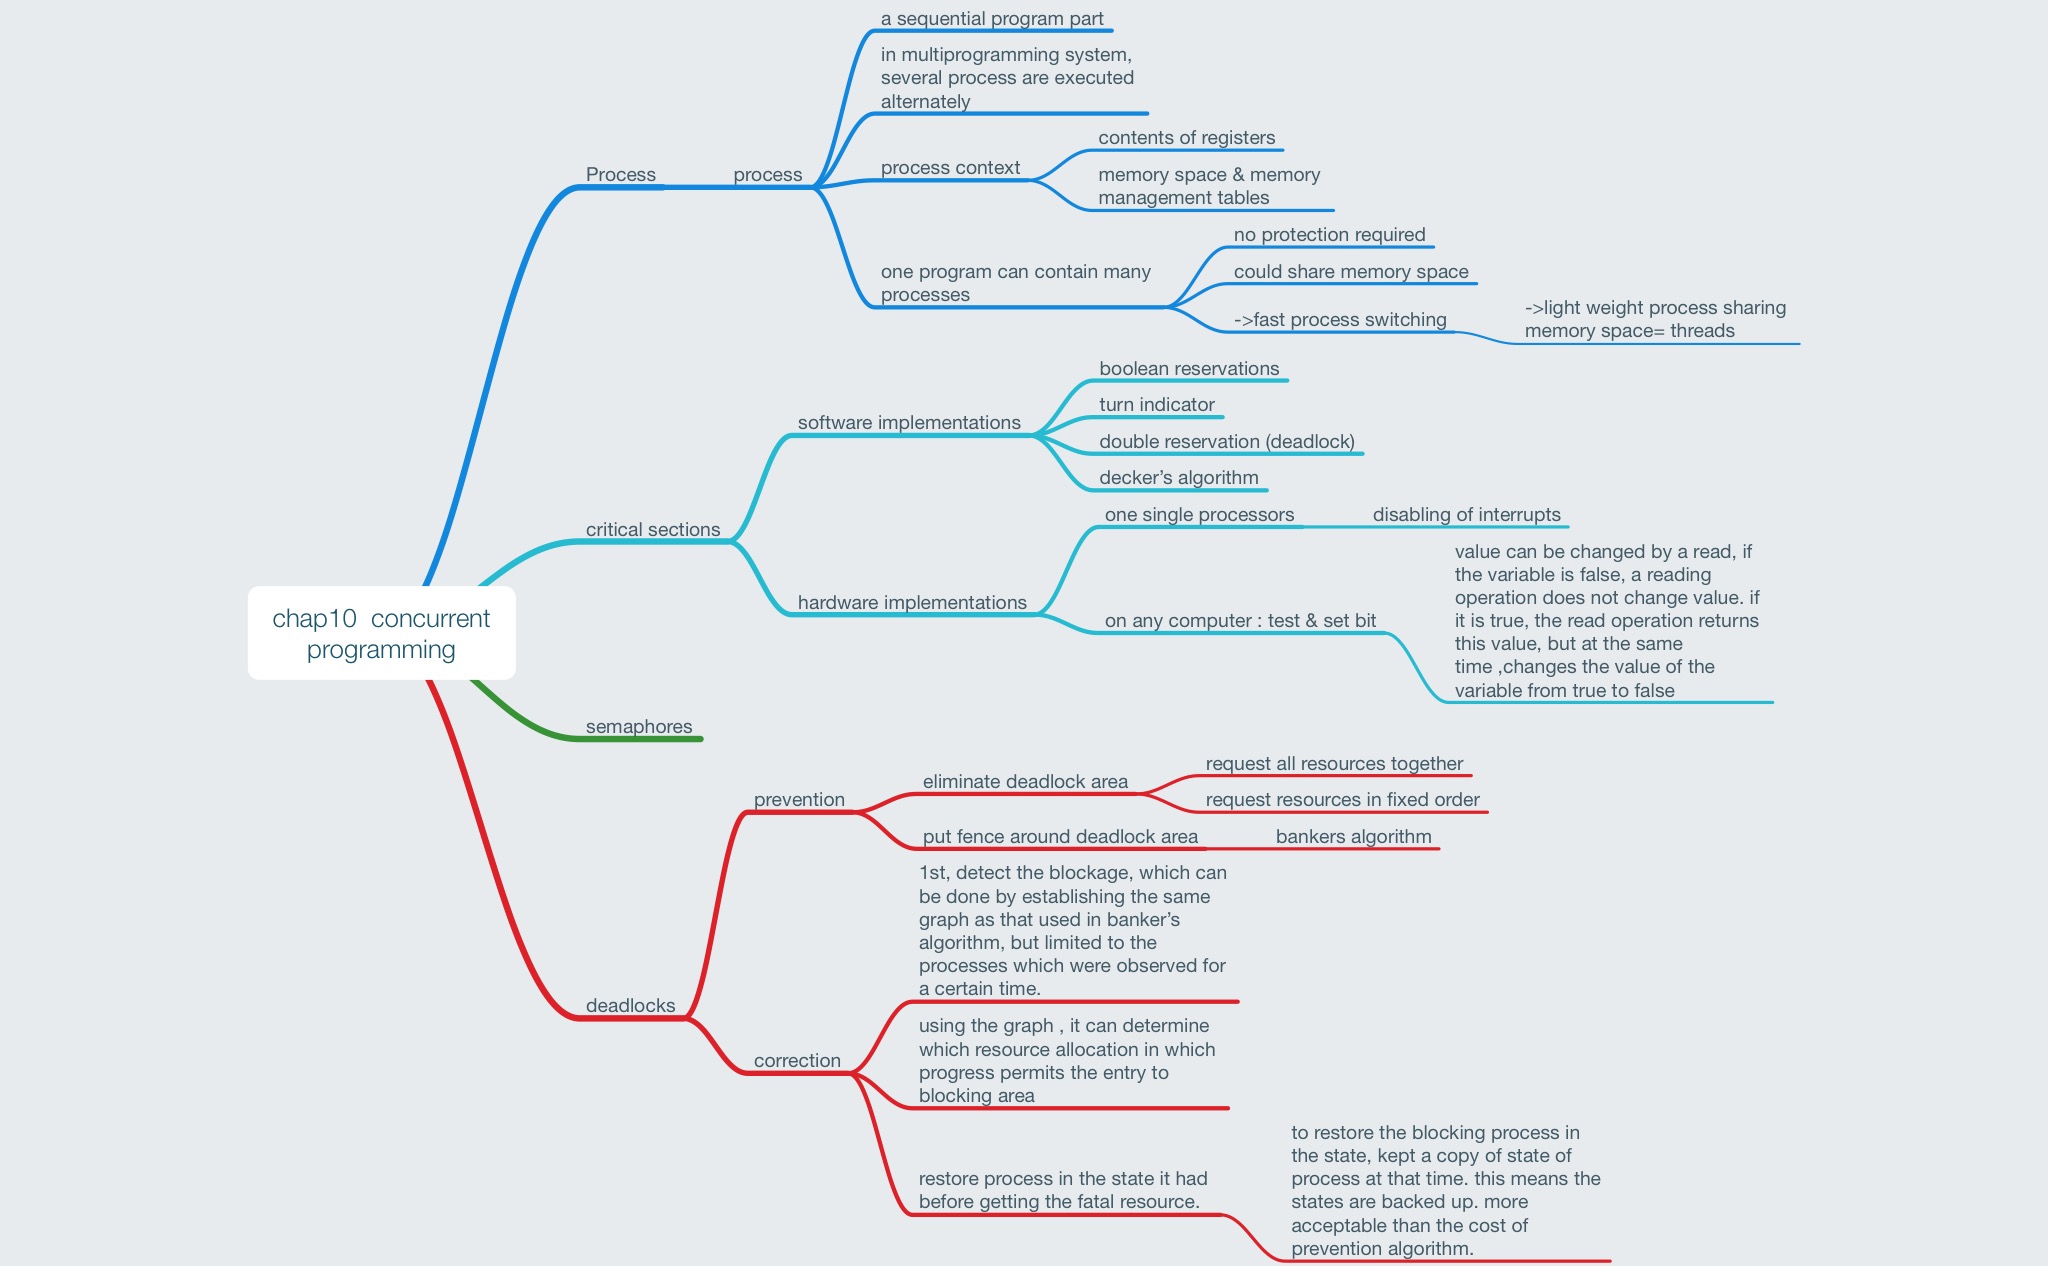 a sequential program part
in multiprogramming system,
several process are executed
alternately
contents of registers
process context
memory space & memory
management tables
Process
process
no protection required
one program can contain many
processes
could share memory space
->fast process switching
->light weight process sharing
memory space= threads
boolean reservations
software implementations
turn indicator
double reservation (deadlock)
decker’s algorithm
critical sections
one single processors
disabling of interrupts
hardware implementations
on any computer : test & set bit
value can be changed by a read, if
the variable is false, a reading
operation does not change value. if
it is true, the read operation returns
this value, but at the same
time ,changes the value of the
variable from true to false
chap10  concurrent
programming
semaphores
request all resources together
eliminate deadlock area
request resources in fixed order
prevention
put fence around deadlock area
bankers algorithm
1st, detect the blockage, which can
be done by establishing the same
graph as that used in banker’s
algorithm, but limited to the
processes which were observed for
a certain time.
deadlocks
using the graph , it can determine
which resource allocation in which
progress permits the entry to
blocking area
correction
restore process in the state it had
before getting the fatal resource.
to restore the blocking process in
the state, kept a copy of state of
process at that time. this means the
states are backed up. more
acceptable than the cost of
prevention algorithm.